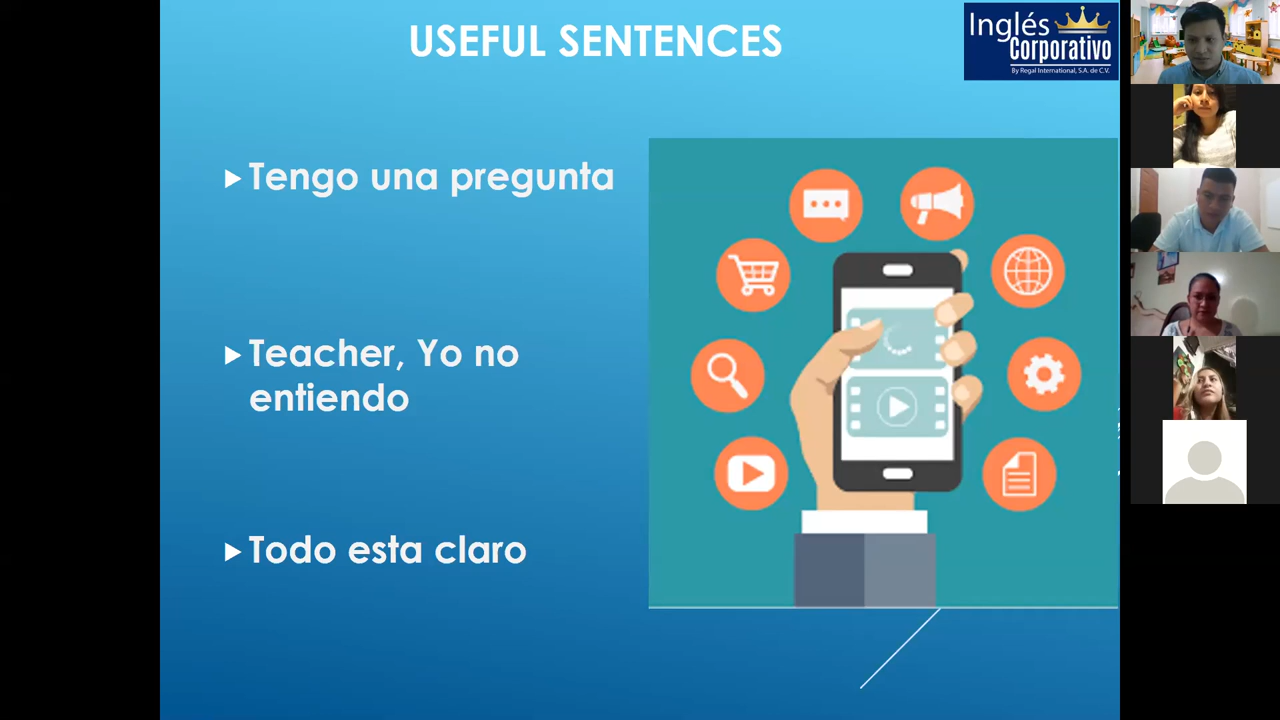 USEFUL SENTENCES
Inglés
Corporativo
By Regal International, S.A. de C.V.
Tengo una pregunta
Teacher, Yo no
entiendo
Todo esta claro